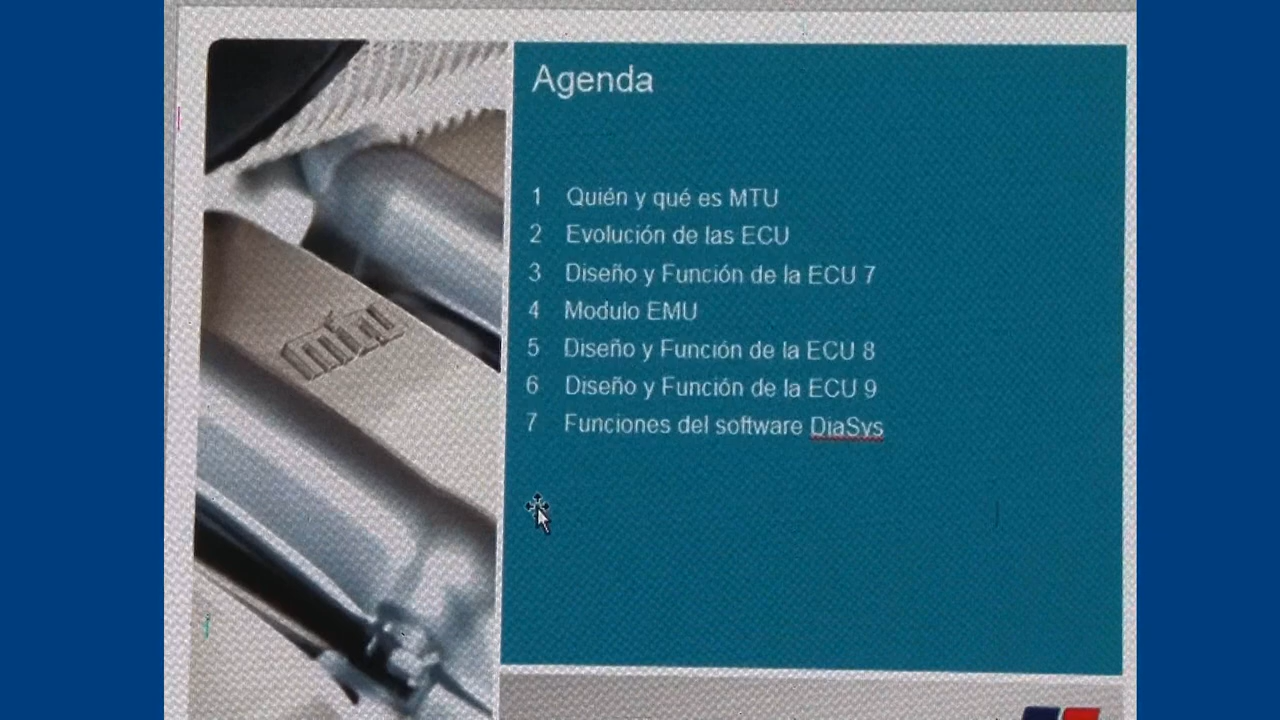 Agenda
1 Quién y qué es MTU
2 Evolución de las ECU
3 Diseño y Función de la ECU 7
4 Modulo EMU
5 Diseño y Función de la ECU 8
6 Diseño y Función de la ECU 9
7 Funciones del software DiaSys
mtu